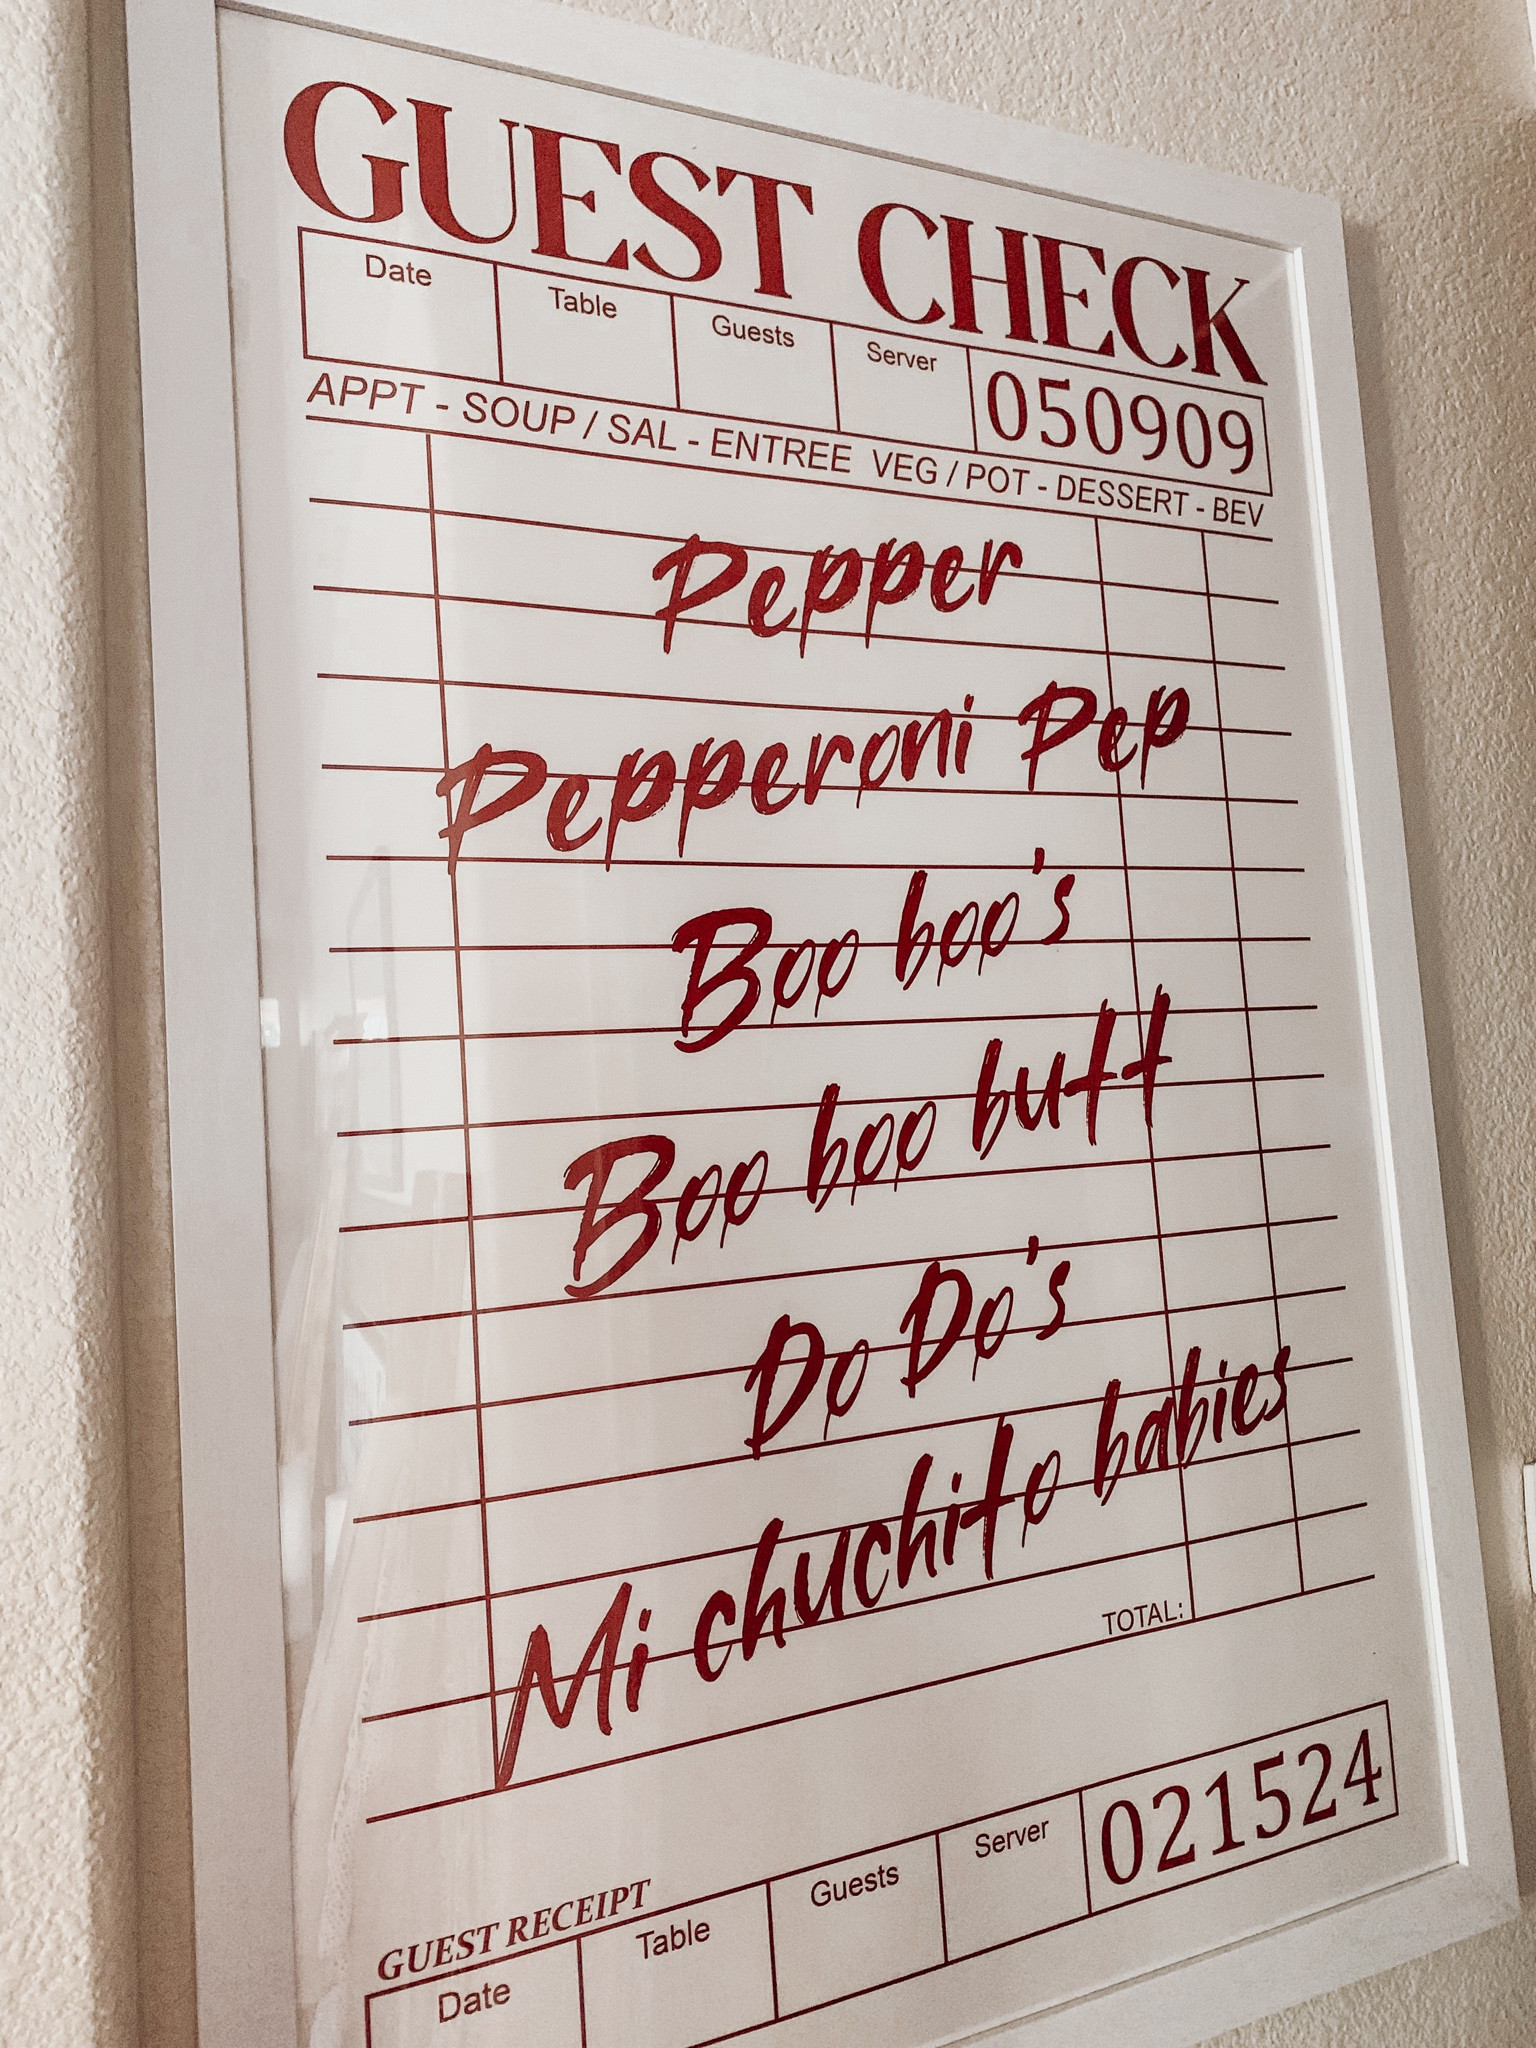 GUEST CHECK
Date Table Guests Server 050909
APPT - SOUP / SAL - ENTREE VEG / POT - DESSERT - BEV
Pepper
Pepperoni Pep
Boo boo's
Boo boo butt
Do Do's
Mi chuchito babies
TOTAL:
GUEST RECEIPT
Date Table Guests Server 021524